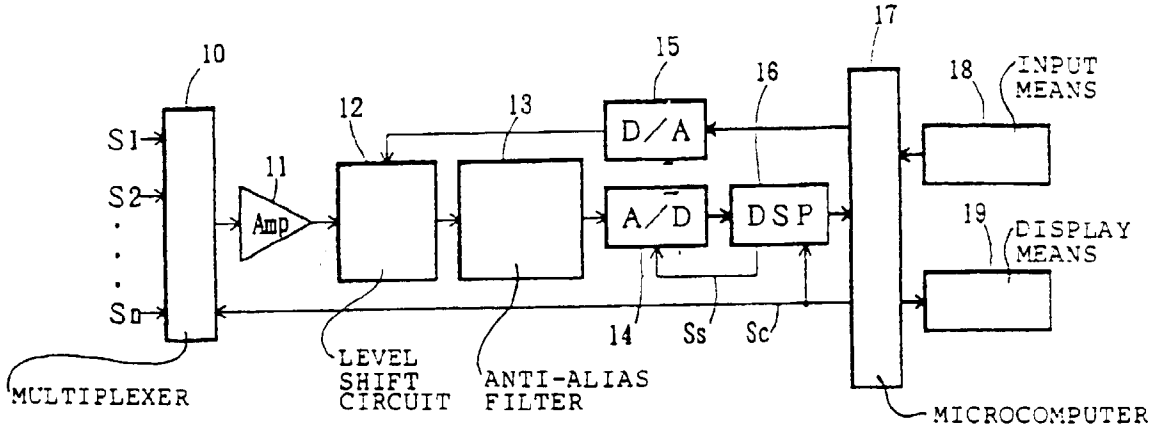 10
S1
S2
Sn
MULTIPLEXER
11
Amp
12
LEVEL
SHIFT
CIRCUIT
13
ANTI-ALIAS
FILTER
15
D/A
A/D
14
16
DSP
Ss
Sc
17
MICROCOMPUTER
18
INPUT
MEANS
19
DISPLAY
MEANS